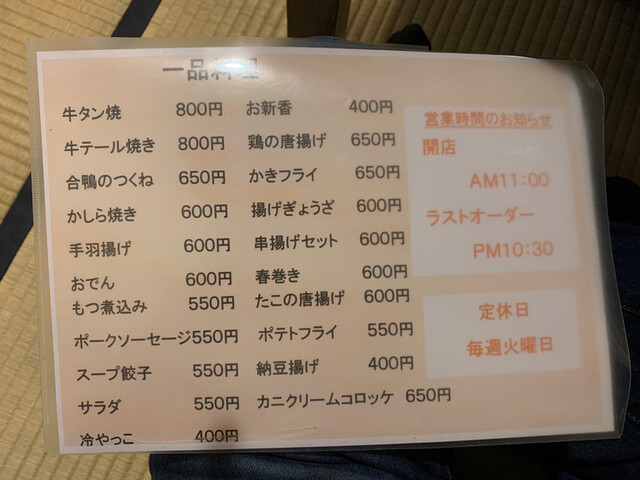 一品料理
牛タン焼 800円
牛テール焼き 800円
合鴨のつくね 650円
かしら焼き 600円
手羽揚げ 600円
おでん 600円
もつ煮込み 550円
ポークソーセージ550円
スープ餃子 550円
サラダ 550円
冷やっこ 400円
お新香 400円
鶏の唐揚げ 650円
かきフライ 650円
揚げぎょうざ 600円
串揚げセット 600円
春巻き 600円
たこの唐揚げ 600円
ポテトフライ 550円
納豆揚げ 400円
カニクリームコロッケ 650円
営業時間のお知らせ
開店
AM11:00
ラストオーダー
PM10:30
定休日
毎週火曜日